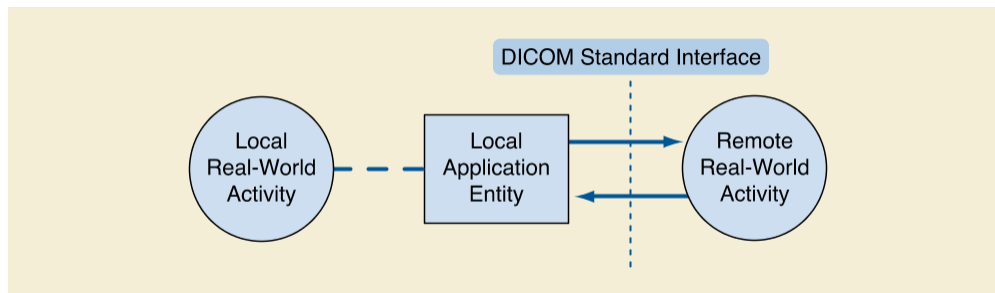 DICOM Standard Interface
Local
Real-World
Activity
Local
Application
Entity
Remote
Real-World
Activity